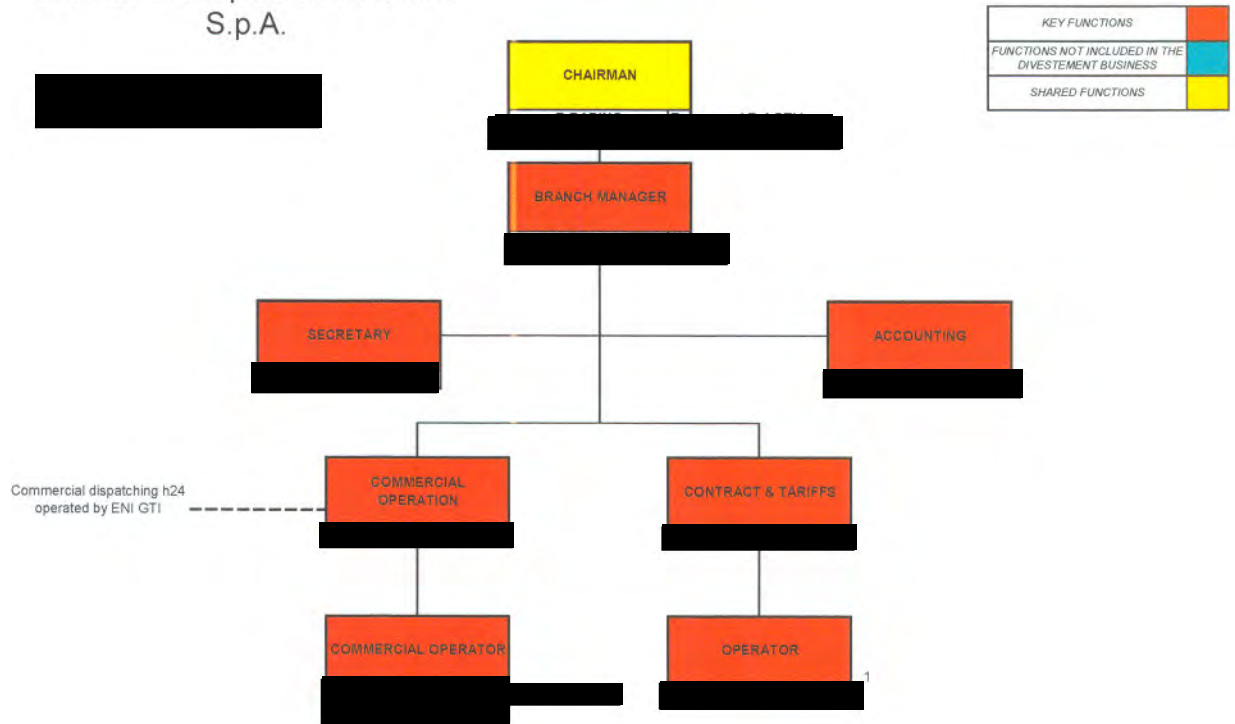 S.p.A.
KEY FUNCTIONS
FUNCTIONS NOT INCLUDED IN THE
DIVESTEMENT BUSINESS
SHARED FUNCTIONS
CHAIRMAN
BRANCH MANAGER
SECRETARY
ACCOUNTING
Commercial dispatching h24
operated by ENI GTI
COMMERCIAL
OPERATION
CONTRACT & TARIFFS
COMMERCIAL OPERATOR
OPERATOR
1